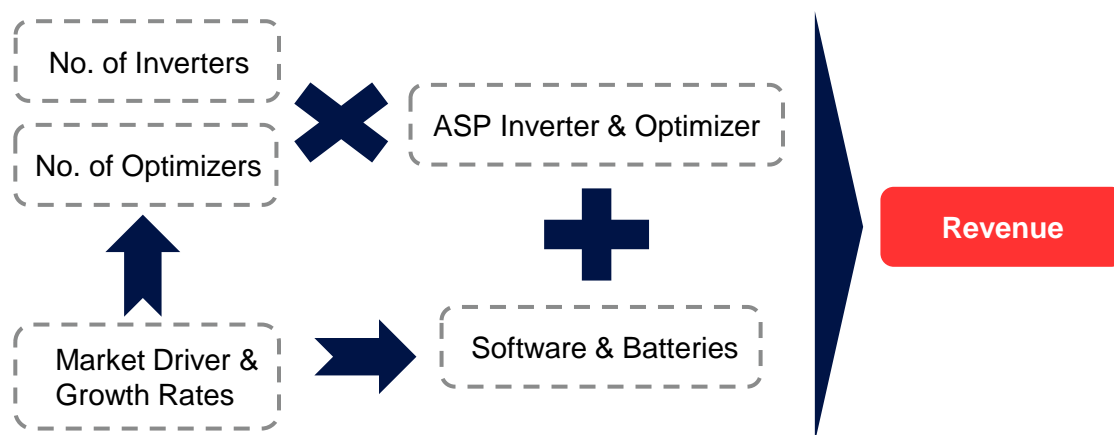 No. of Inverters
No. of Optimizers
ASP Inverter & Optimizer
Revenue
Market Driver &
Growth Rates
Software & Batteries